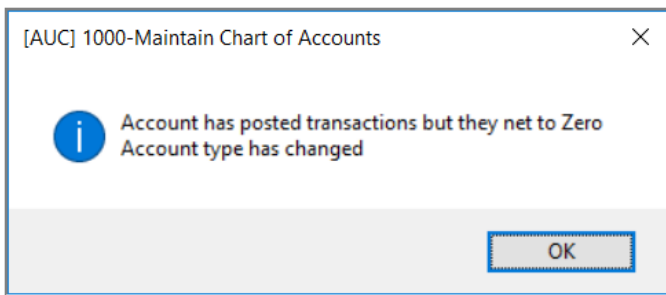 [AUC] 1000-Maintain Chart of Accounts
Account has posted transactions but they net to Zero
Account type has changed
OK